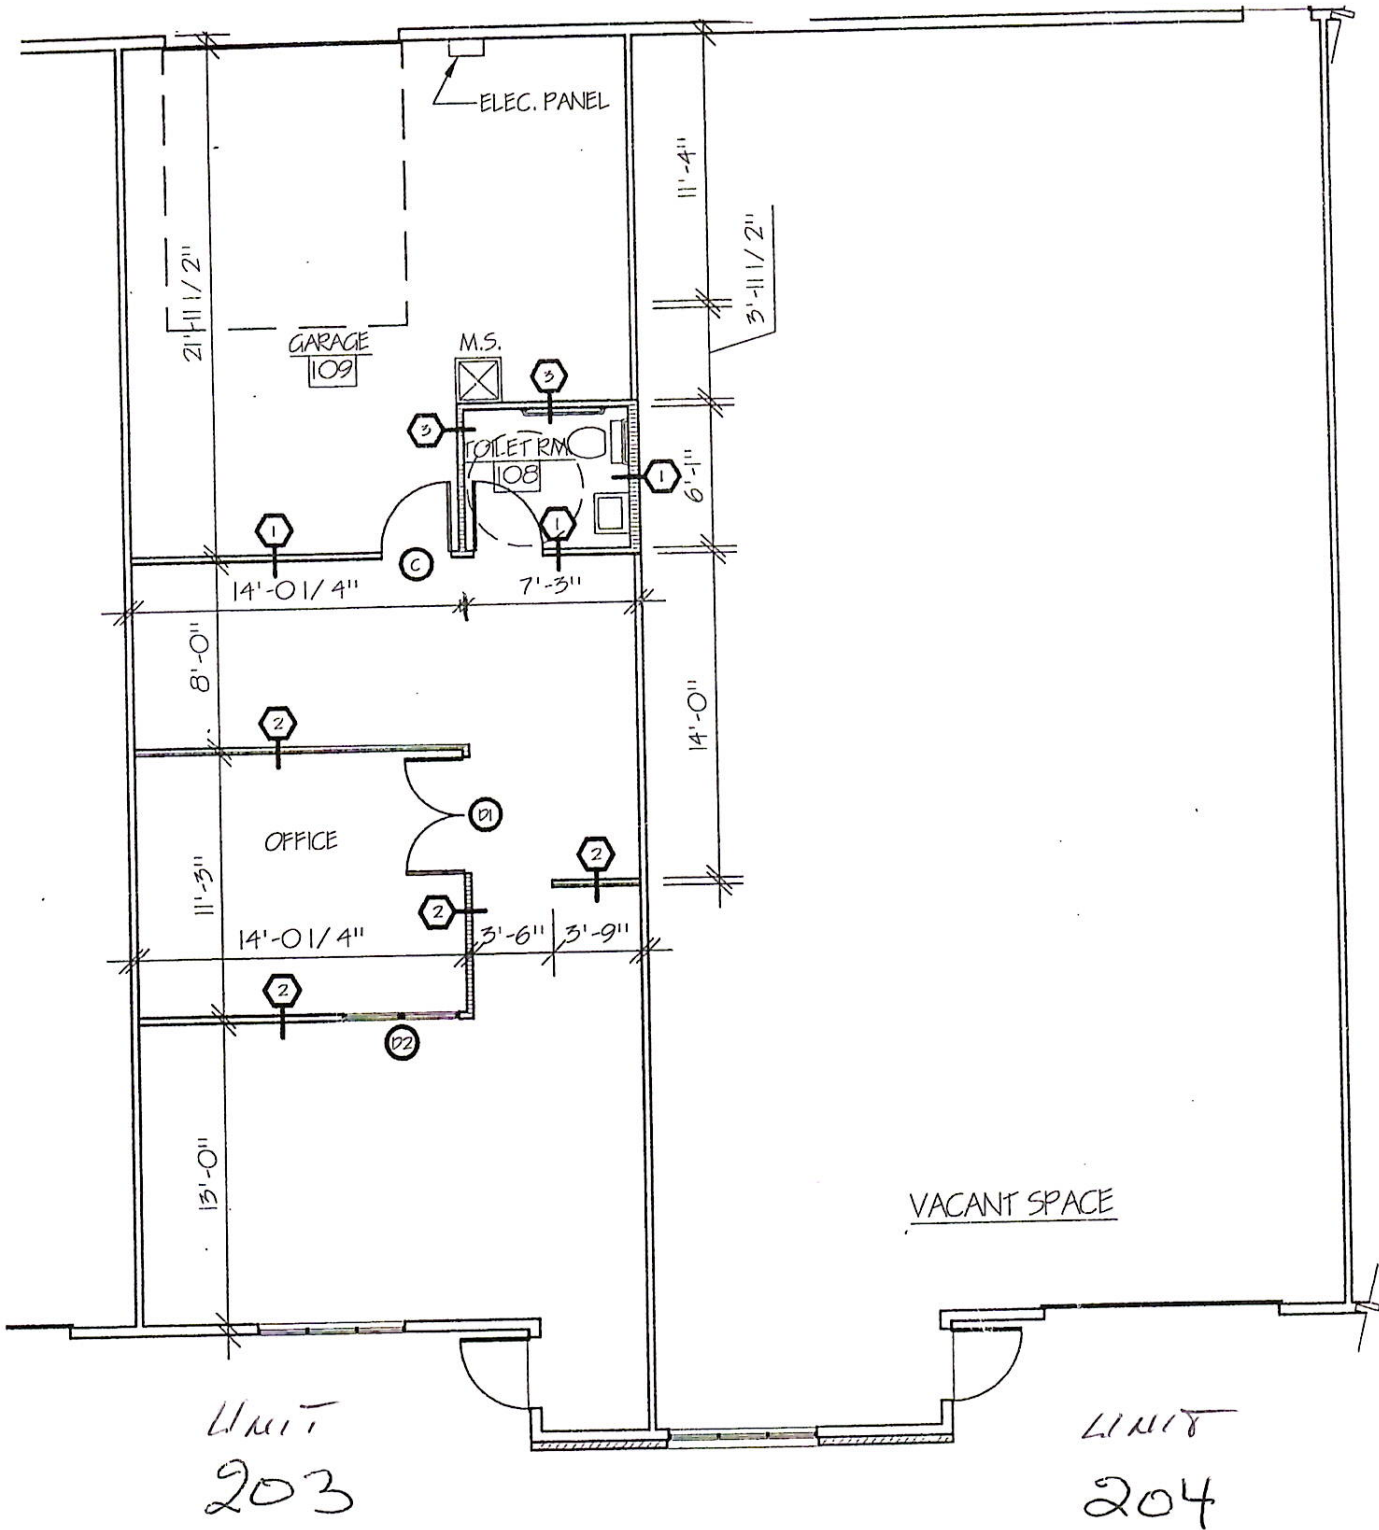 ELEC. PANEL
11'-4"
3'-11 1/2"
21'-11 1/2"
GARAGE
109
M.S.
3
3
TOILET RM
108
1
6'-1"
1
1
C
14'-0 1/4"
7'-3"
8'-0"
14'-0"
2
OFFICE
D1
2
11'-3"
2
14'-0 1/4"
3'-6"
3'-9"
2
D2
13'-0"
VACANT SPACE
UNIT
203
UNIT
204